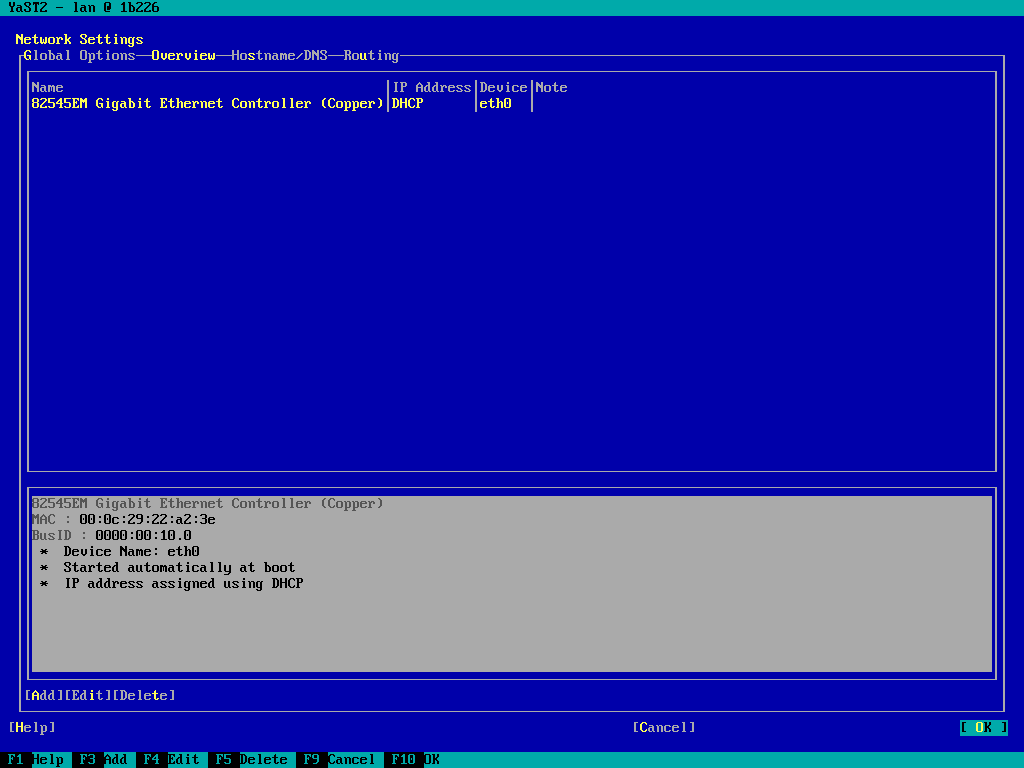 YaST2 - lan @ 1b226
Network Settings
Global Options Overview Hostname/DNS Routing
Name IP Address Device Note
82545EM Gigabit Ethernet Controller (Copper) DHCP eth0
82545EM Gigabit Ethernet Controller (Copper)
MAC : 00:0c:29:22:a2:3e
BusID : 0000:00:10.0
* Device Name: eth0
* Started automatically at boot
* IP address assigned using DHCP
[Add][Edit][Delete]
[Help] [Cancel] [ OK ]
F1 Help F3 Add F4 Edit F5 Delete F9 Cancel F10 OK